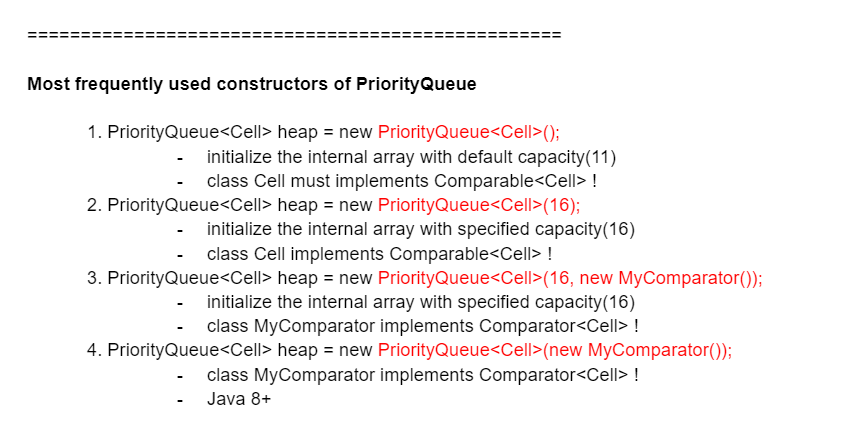 ==================================================
Most frequently used constructors of PriorityQueue
1. PriorityQueue<Cell> heap = new PriorityQueue<Cell>();
- initialize the internal array with default capacity(11)
- class Cell must implements Comparable<Cell> !
2. PriorityQueue<Cell> heap = new PriorityQueue<Cell>(16);
- initialize the internal array with specified capacity(16)
- class Cell implements Comparable<Cell> !
3. PriorityQueue<Cell> heap = new PriorityQueue<Cell>(16, new MyComparator());
- initialize the internal array with specified capacity(16)
- class MyComparator implements Comparator<Cell> !
4. PriorityQueue<Cell> heap = new PriorityQueue<Cell>(new MyComparator());
- class MyComparator implements Comparator<Cell> !
- Java 8+